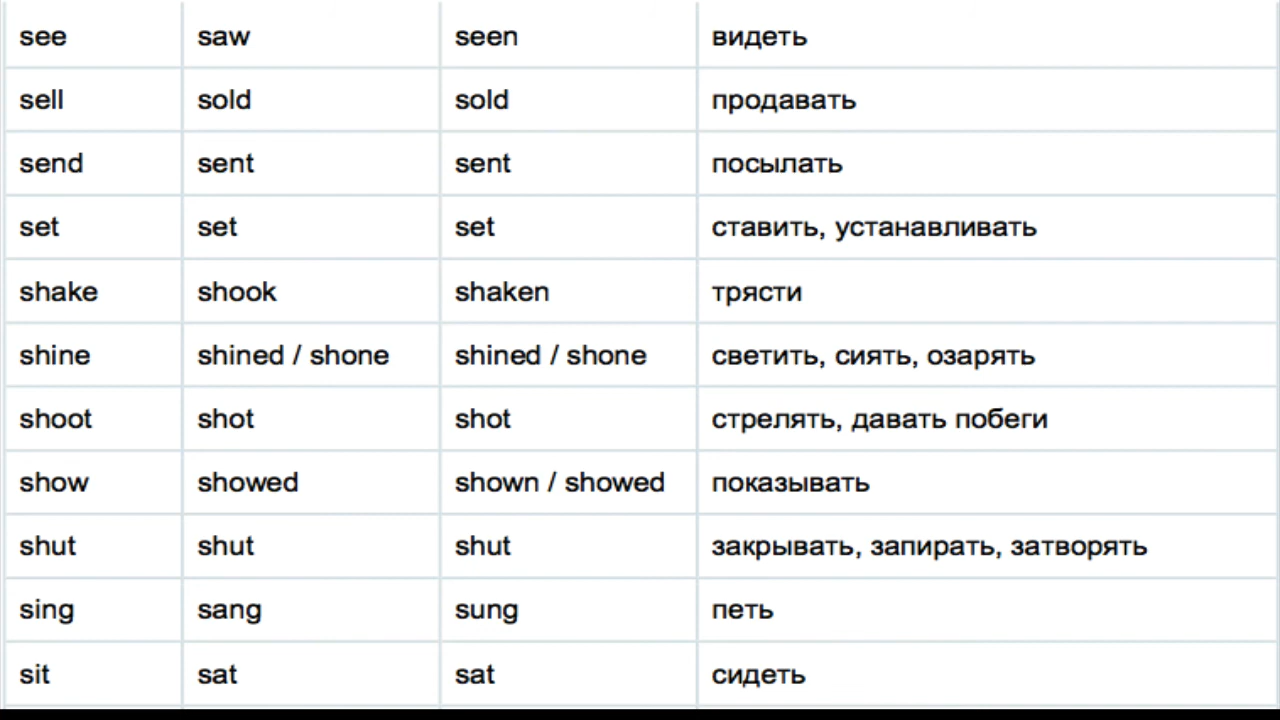 see saw seen видеть
sell sold sold продавать
send sent sent посылать
set set set ставить, устанавливать
shake shook shaken трясти
shine shined / shone shined / shone светить, сиять, озарять
shoot shot shot стрелять, давать побеги
show showed shown / showed показывать
shut shut shut закрывать, запирать, затворять
sing sang sung петь
sit sat sat сидеть